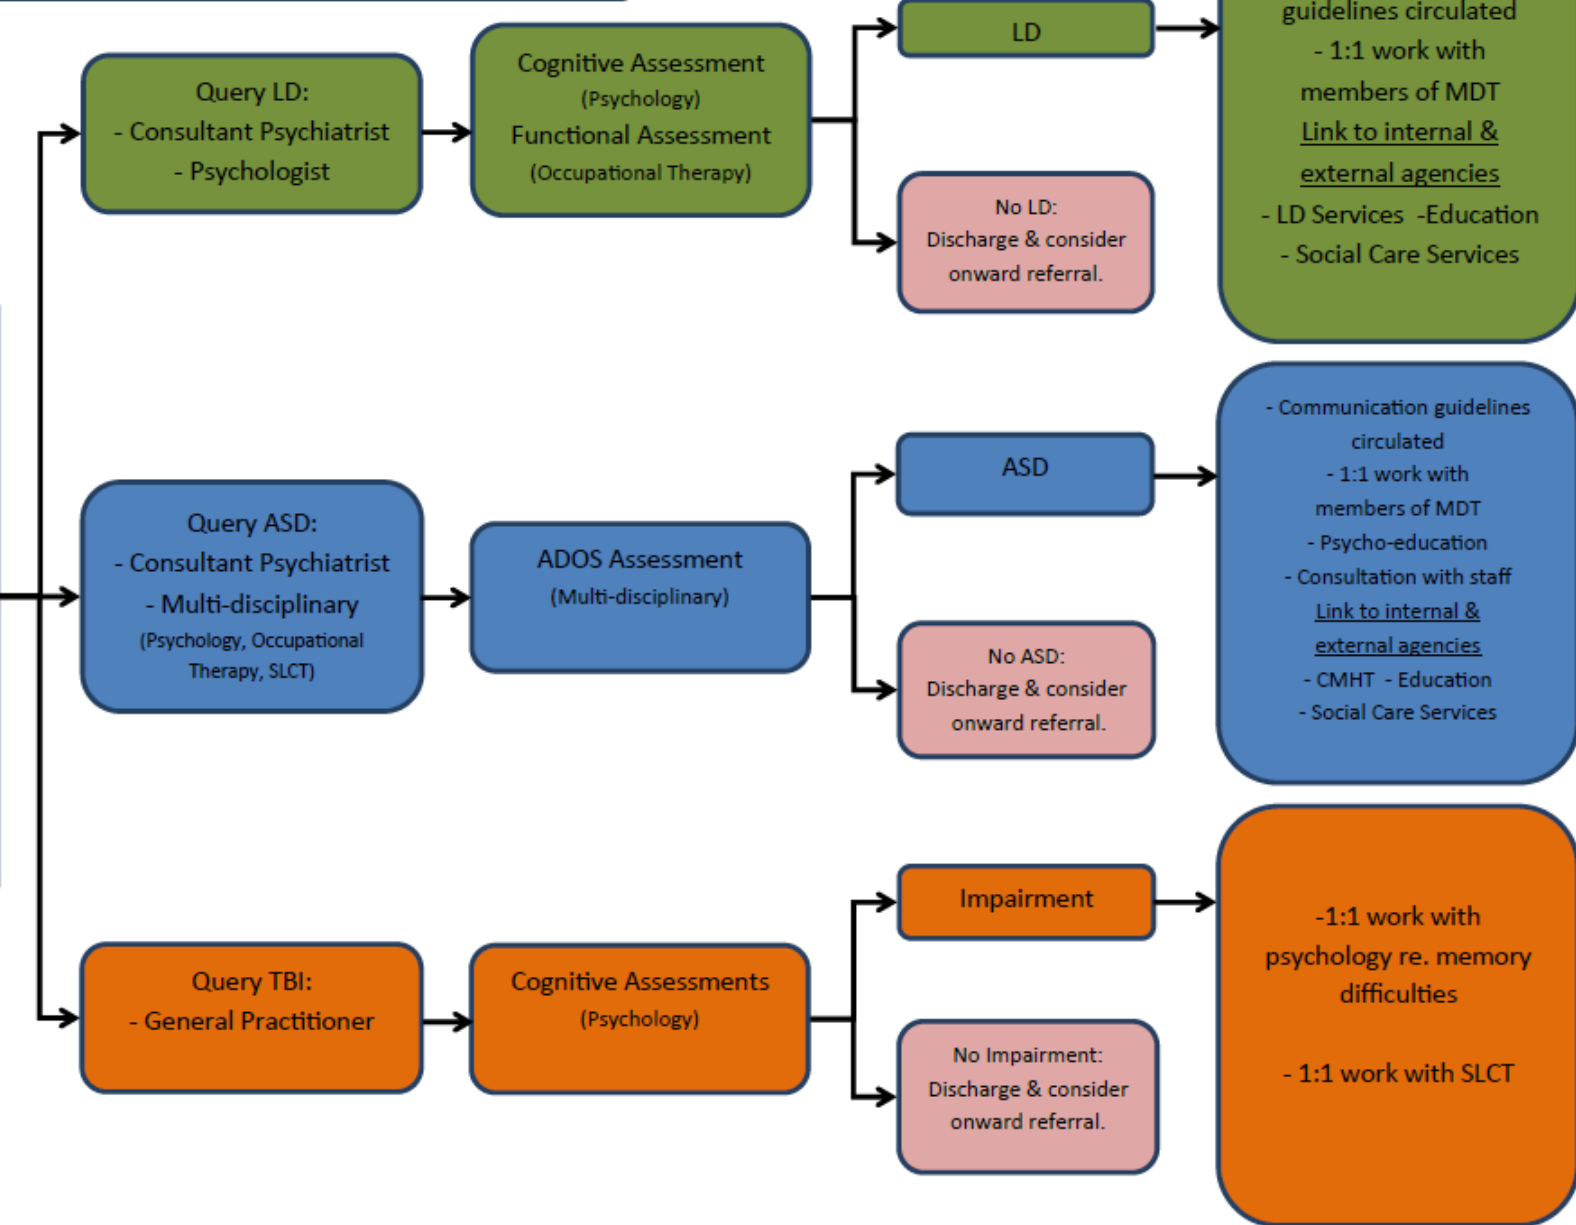 Query LD:
- Consultant Psychiatrist
- Psychologist
Cognitive Assessment
(Psychology)
Functional Assessment
(Occupational Therapy)
LD
No LD:
Discharge & consider
onward referral.
guidelines circulated
- 1:1 work with
members of MDT
Link to internal &
external agencies
- LD Services -Education
- Social Care Services
Query ASD:
- Consultant Psychiatrist
- Multi-disciplinary
(Psychology, Occupational
Therapy, SLCT)
ADOS Assessment
(Multi-disciplinary)
ASD
No ASD:
Discharge & consider
onward referral.
- Communication guidelines
circulated
- 1:1 work with
members of MDT
- Psycho-education
- Consultation with staff
Link to internal &
external agencies
- CMHT - Education
- Social Care Services
Query TBI:
- General Practitioner
Cognitive Assessments
(Psychology)
Impairment
No Impairment:
Discharge & consider
onward referral.
-1:1 work with
psychology re. memory
difficulties
- 1:1 work with SLCT